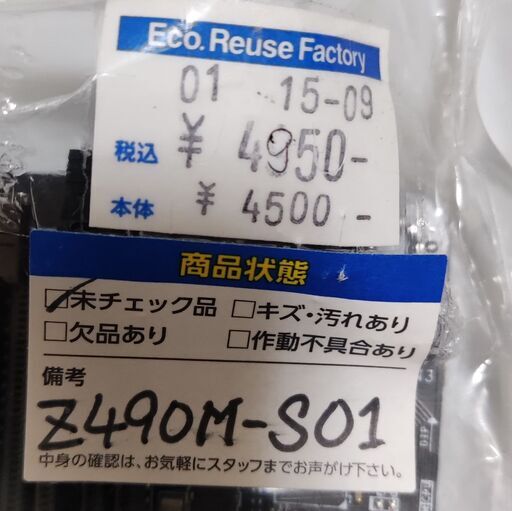 Eco. Reuse Factory
01 15-09
税込 ¥ 4950-
本体 ¥ 4500-
商品状態
☑未チェック品 □キズ・汚れあり
□欠品あり □作動不具合あり
備考
Z490M-S01
中身の確認は、お気軽にスタッフまでお声がけ下さい。